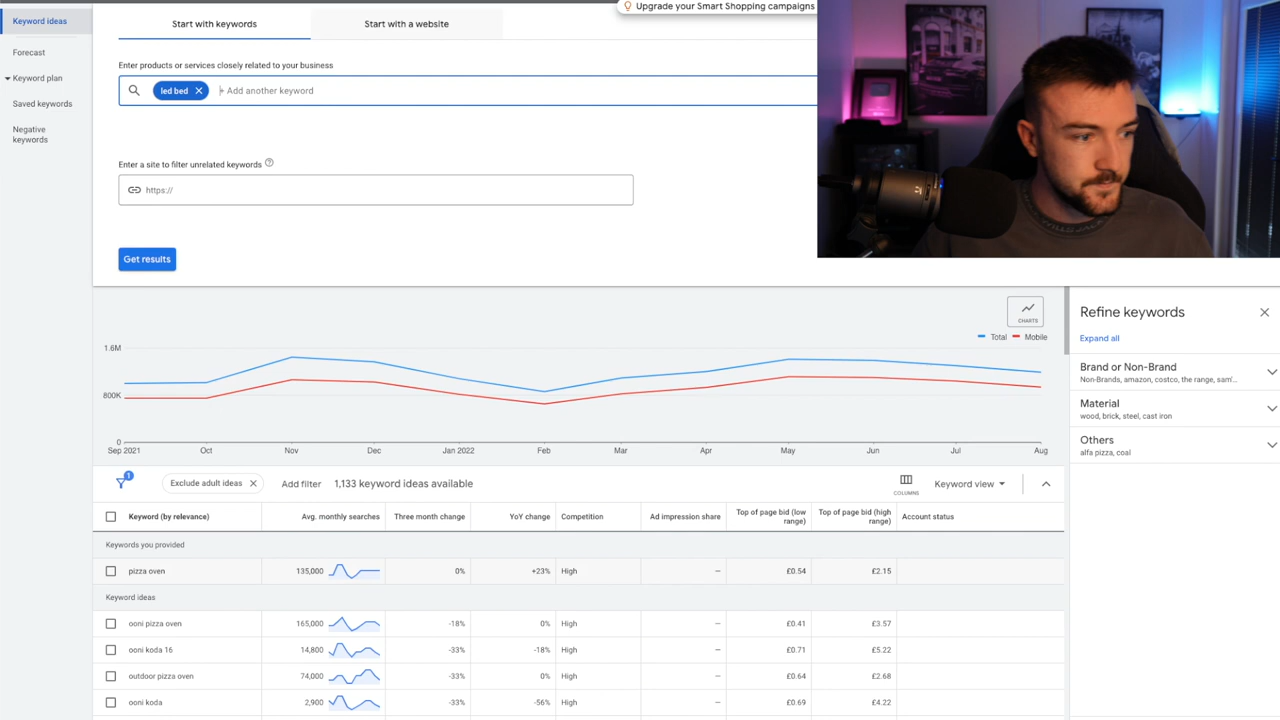 Keyword ideas
Forecast
Keyword plan
Saved keywords
Negative
keywords
Upgrade your Smart Shopping campaigns
Start with keywords
Start with a website
Enter products or services closely related to your business
led bed
+ Add another keyword
Enter a site to filter unrelated keywords
https://
Get results
CHARTS
Total Mobile
1.6M
800K
0
Sep 2021 Oct Nov Dec Jan 2022 Feb Mar Apr May Jun Jul Aug
Refine keywords
Expand all
Brand or Non-Brand
Non-Brands, amazon, costco, the range, sam'...
Material
wood, brick, steel, cast iron
Others
alfa pizza, coal
1
Exclude adult ideas
Add filter
1,133 keyword ideas available
COLUMNS
Keyword view
Keyword (by relevance) Avg. monthly searches Three month change YoY change Competition Ad impression share Top of page bid (low range) Top of page bid (high range) Account status
Keywords you provided
pizza oven 135,000 0% +23% High – £0.54 £2.15
Keyword ideas
ooni pizza oven 165,000 -18% 0% High – £0.41 £3.57
ooni koda 16 14,800 -33% -18% High – £0.71 £5.22
outdoor pizza oven 74,000 -33% 0% High – £0.64 £2.68
ooni koda 2,900 -33% -56% High – £0.69 £4.22